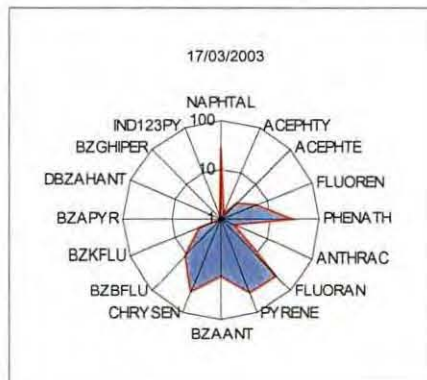 17/03/2003
NAPHTAL
IND123PY 100 ACEPHTY
BZGHIPER ACEPHTE
10
DBZAHANT FLUOREN
BZAPYR 1 PHENATH
BZKFLU ANTHRAC
BZBFLU FLUORAN
CHRYSEN PYRENE
BZAANT